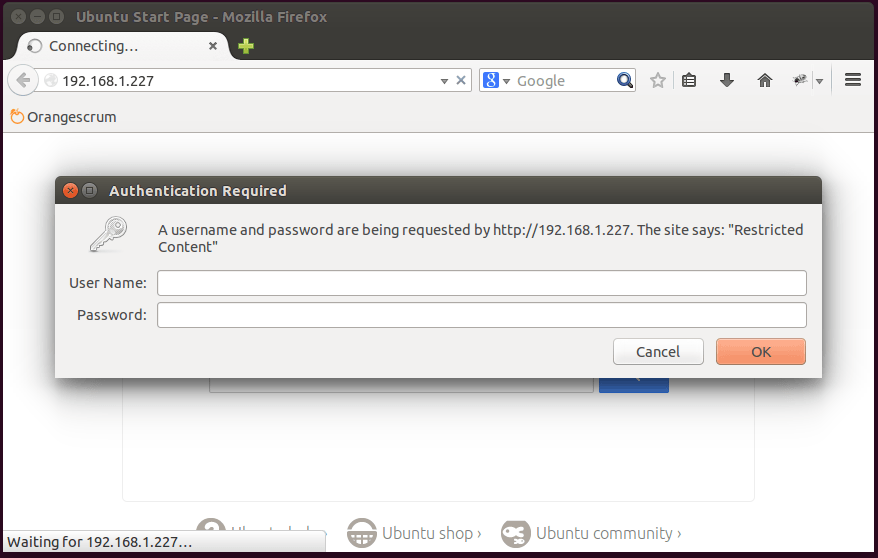 Ubuntu Start Page - Mozilla Firefox
Connecting...
192.168.1.227
Google
Orangescrum
Authentication Required
A username and password are being requested by http://192.168.1.227. The site says: "Restricted
Content"
User Name:
Password:
Cancel
OK
Ubuntu shop ›
Ubuntu community ›
Waiting for 192.168.1.227...